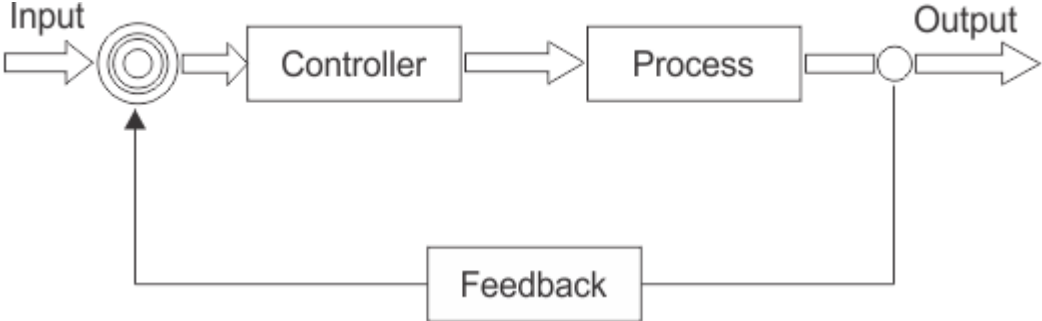 Input
Output
Controller
Process
Feedback